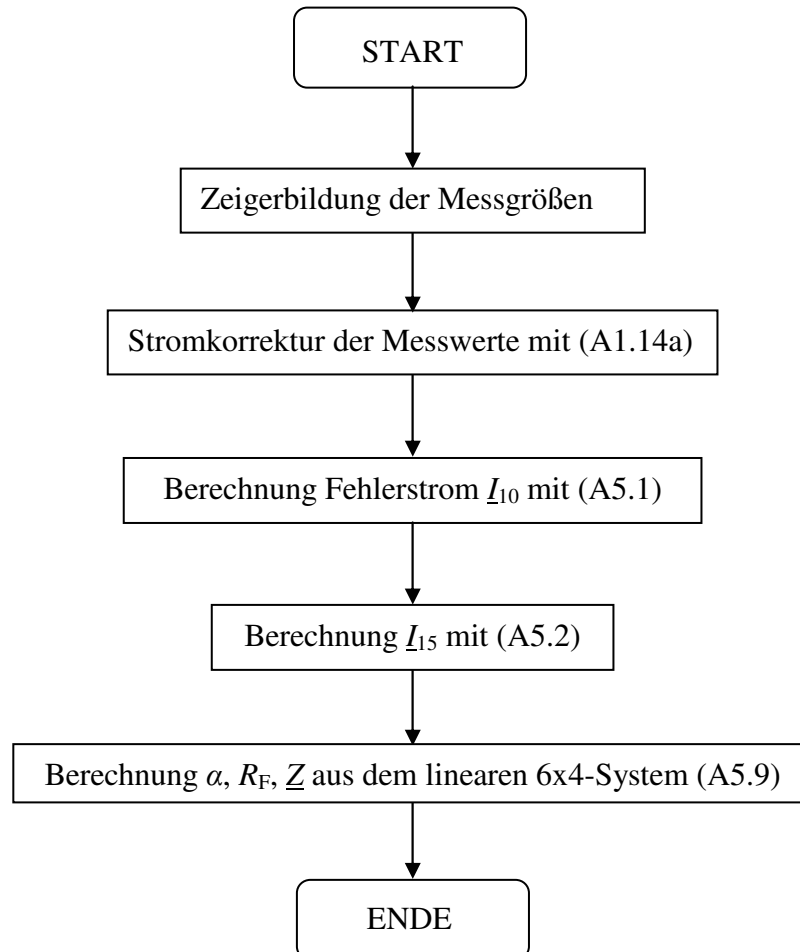 START
Zeigerbildung der Messgrößen
Stromkorrektur der Messwerte mit (A1.14a)
Berechnung Fehlerstrom I10 mit (A5.1)
Berechnung I15 mit (A5.2)
Berechnung α, RF, Z aus dem linearen 6x4-System (A5.9)
ENDE